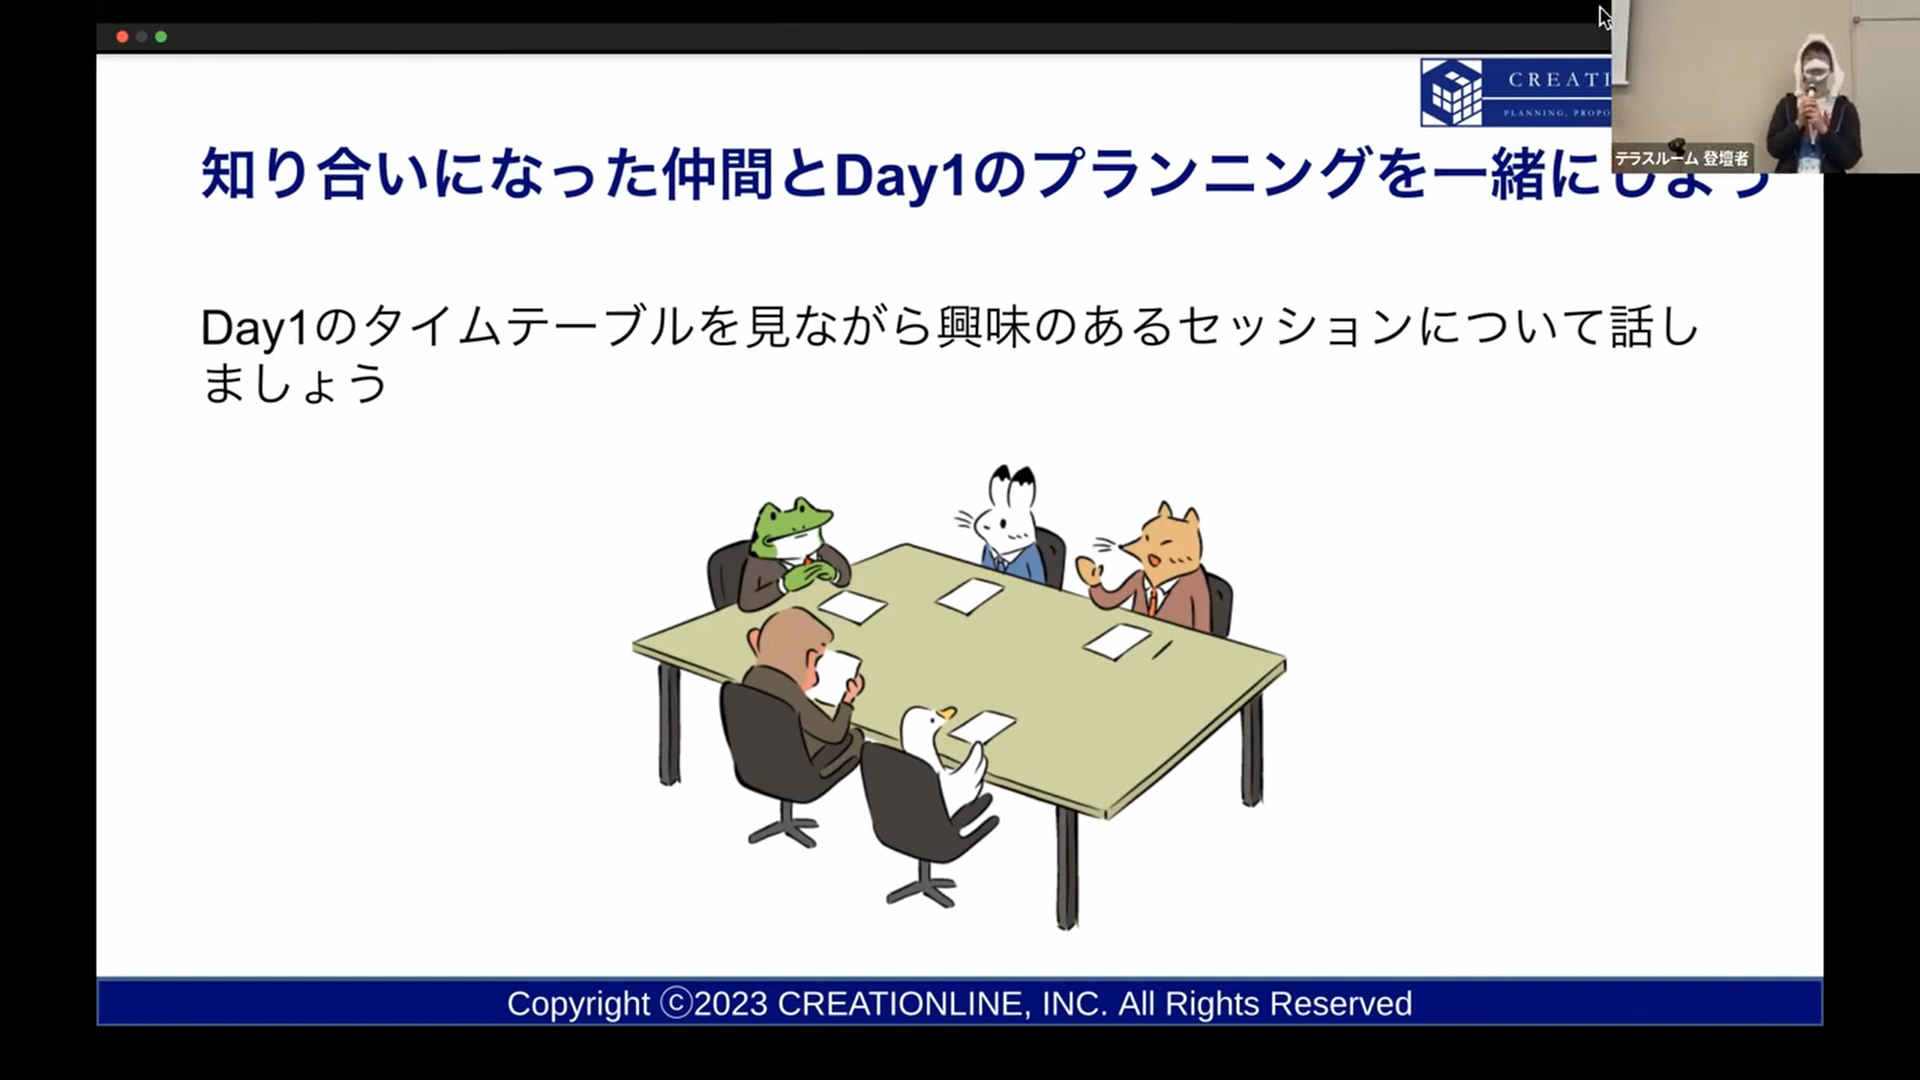 CREATI
PLANNING, PROPO
テラスルーム 登壇者
知り合いになった仲間とDay1のプランニングを一緒にしよう
Day1のタイムテーブルを見ながら興味のあるセッションについて話し
ましょう
Copyright ⓒ2023 CREATIONLINE, INC. All Rights Reserved